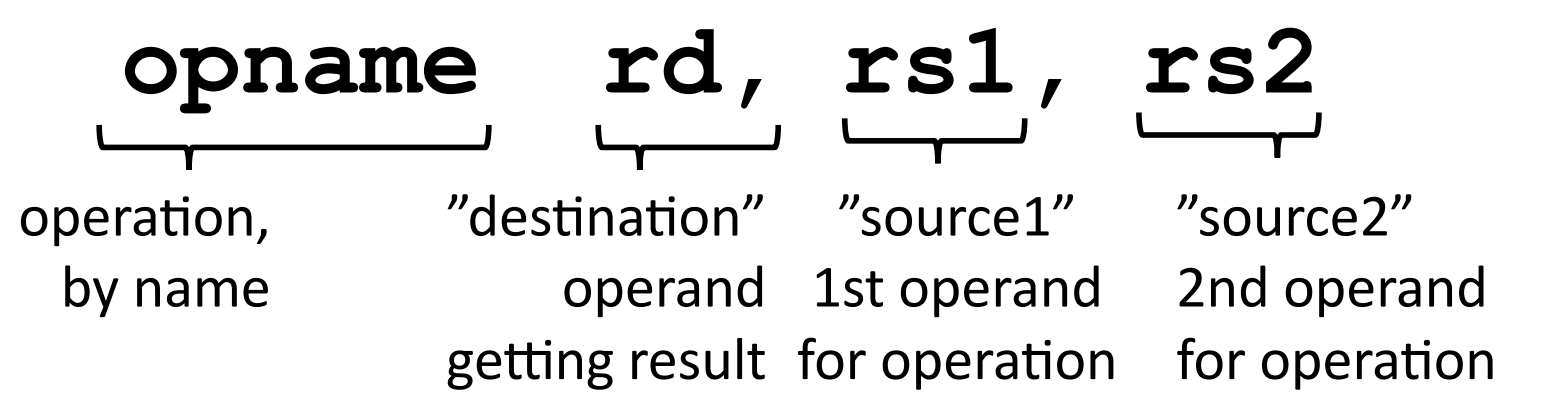 opname rd, rs1, rs2
operation,
by name
”destination”
operand
getting result
”source1”
1st operand
for operation
”source2”
2nd operand
for operation